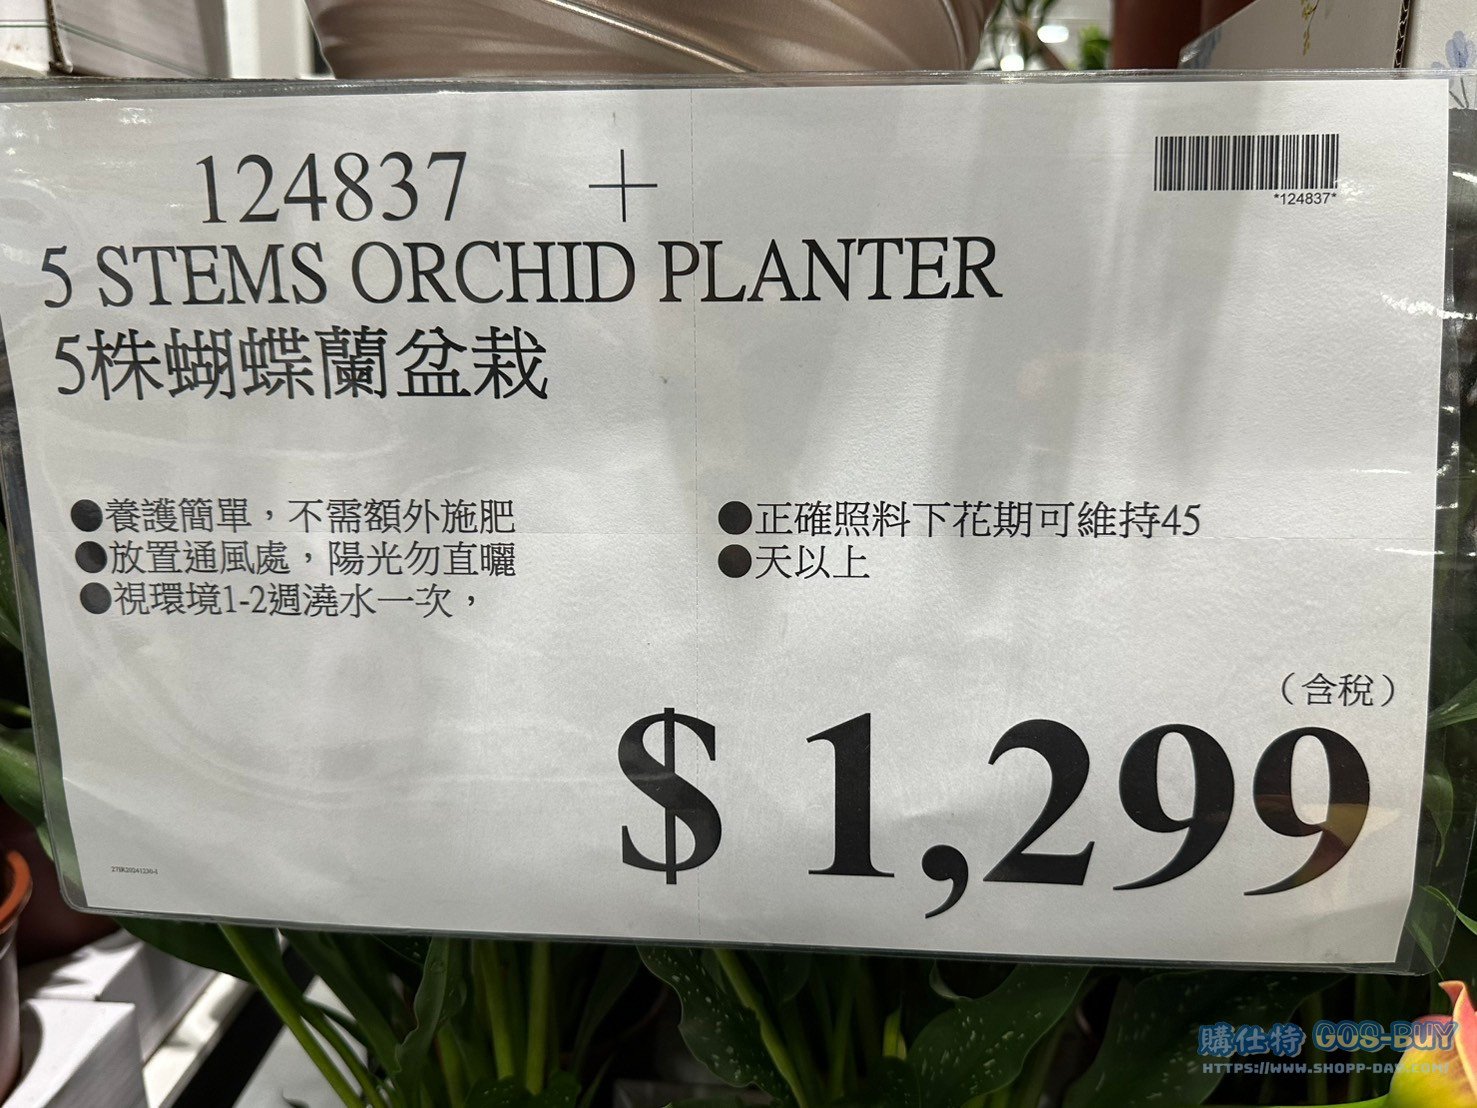 124837 +
*124837*
5 STEMS ORCHID PLANTER
5株蝴蝶蘭盆栽
●養護簡單，不需額外施肥
●放置通風處，陽光勿直曬
●視環境1-2週澆水一次，
●正確照料下花期可維持45
●天以上
（含稅）
$ 1,299
購仕特 GOS-BUY